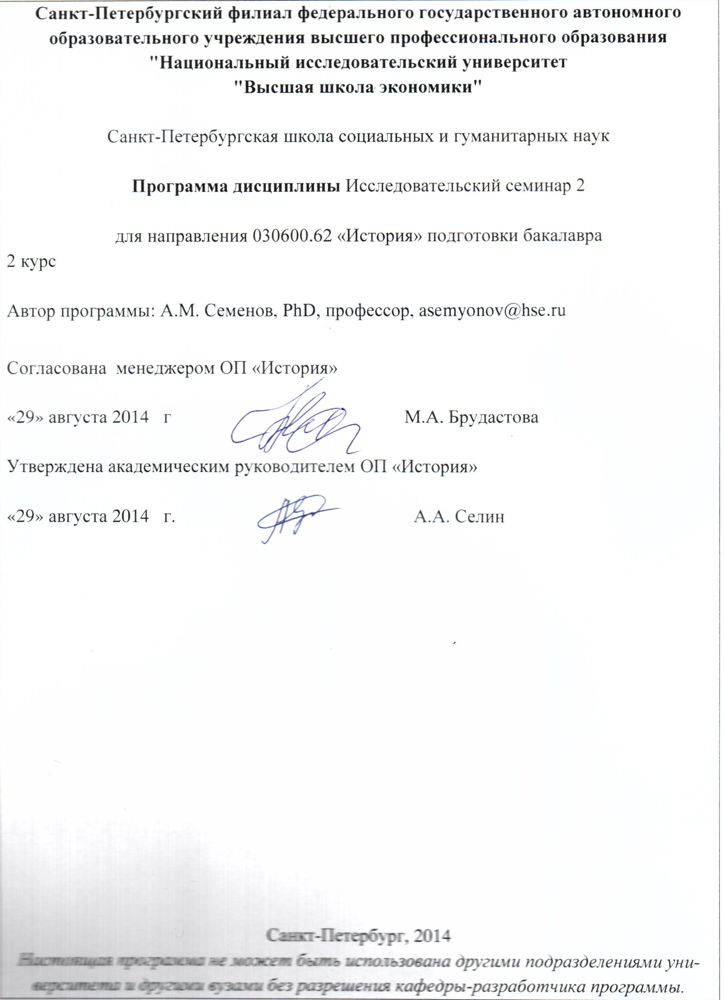 Санкт-Петербургский филиал федерального государственного автономного
образовательного учреждения высшего профессионального образования
"Национальный исследовательский университет
"Высшая школа экономики"
Санкт-Петербургская школа социальных и гуманитарных наук
Программа дисциплины Исследовательский семинар 2
для направления 030600.62 «История» подготовки бакалавра
2 курс
Автор программы: А.М. Семенов, PhD, профессор, asemyonov@hse.ru
Согласована менеджером ОП «История»
«29» августа 2014 г М.А. Брудастова
Утверждена академическим руководителем ОП «История»
«29» августа 2014 г. А.А. Селин
Санкт-Петербург, 2014
Настоящая программа не может быть использована другими подразделениями уни-
верситета и другими вузами без разрешения кафедры-разработчика программы.